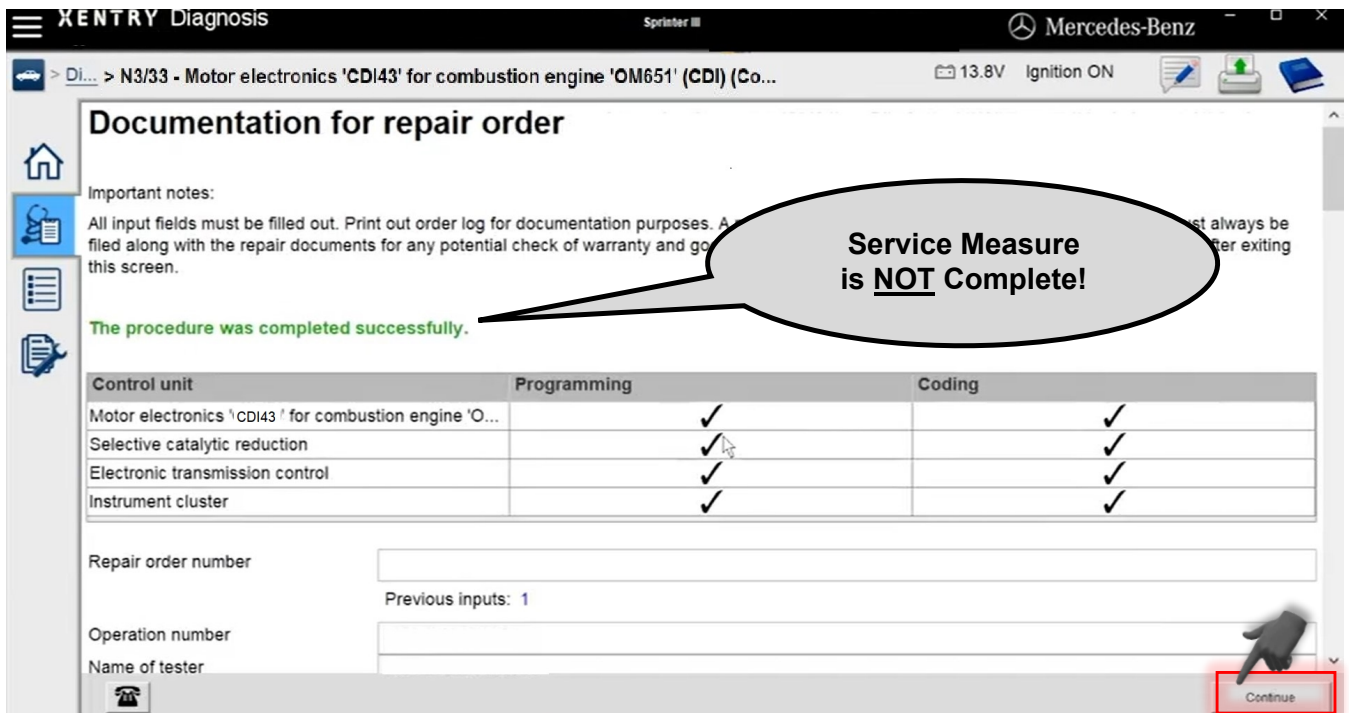 XENTRY Diagnosis
Sprinter III
Mercedes-Benz
> Di... > N3/33 - Motor electronics 'CDI43' for combustion engine 'OM651' (CDI) (Co...
13.8V Ignition ON
Documentation for repair order
Important notes:
All input fields must be filled out. Print out order log for documentation purposes. A
st always be
filed along with the repair documents for any potential check of warranty and go
fter exiting
this screen.
Service Measure
is NOT Complete!
The procedure was completed successfully.
Control unit Programming Coding
Motor electronics 'CDI43 ' for combustion engine 'O... ✓ ✓
Selective catalytic reduction ✓ ✓
Electronic transmission control ✓ ✓
Instrument cluster ✓ ✓
Repair order number
Previous inputs: 1
Operation number
Name of tester
Continue